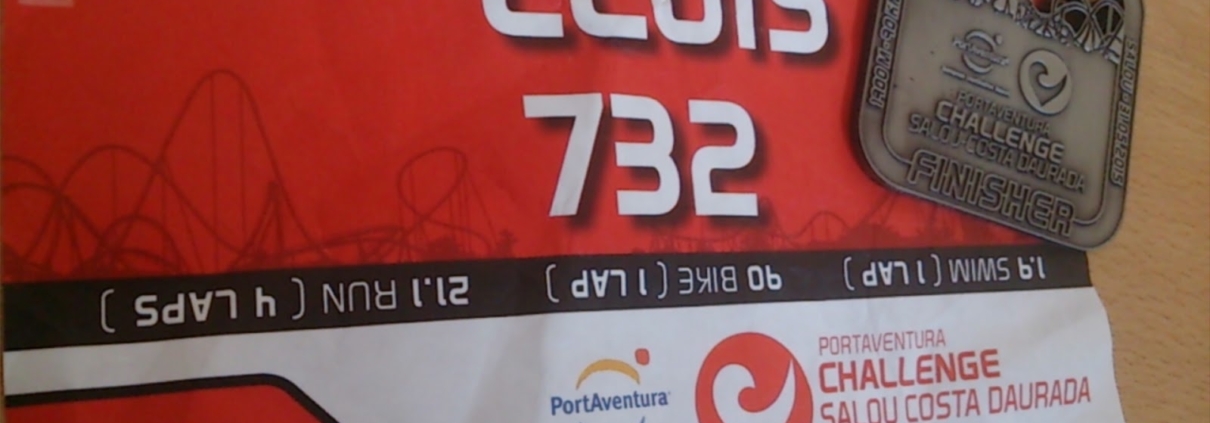 732
PORTAVENTURA
CHALLENGE
SALOU-COSTA DAURADA
FINISHER
1.9 SWIM ( 1 LAP ) 90 BIKE ( 1 LAP ) 21.1 RUN ( 4 LAPS )
PortAventura
PORTAVENTURA
CHALLENGE
SALOU COSTA DAURADA